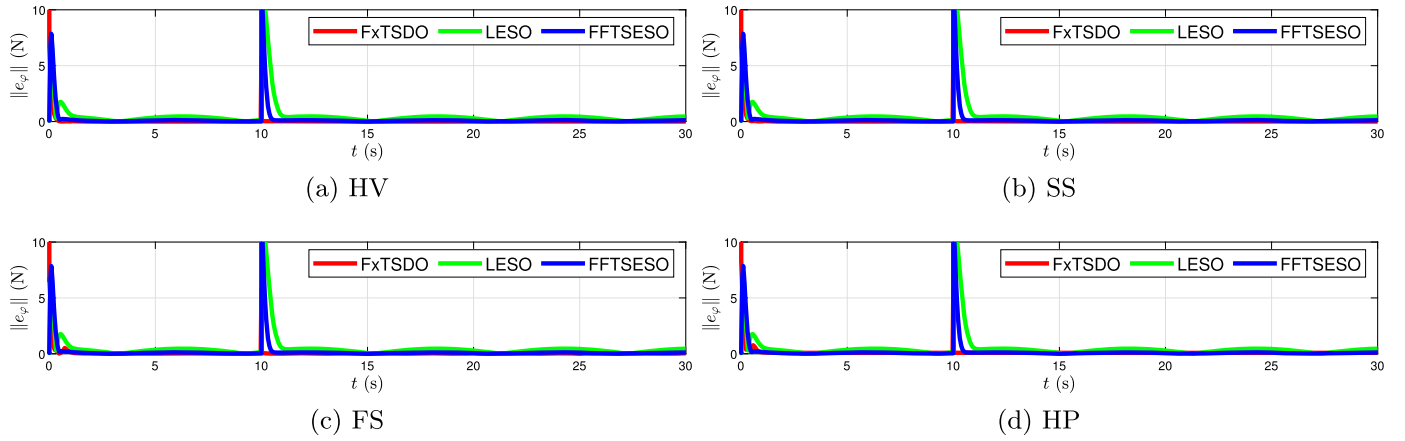 10
5
0
‖e_φ‖ (N)
FxTSDO LESO FFTSESO
0 5 10 15 20 25 30
t (s)
(a) HV
10
5
0
‖e_φ‖ (N)
FxTSDO LESO FFTSESO
0 5 10 15 20 25 30
t (s)
(b) SS
10
5
0
‖e_φ‖ (N)
FxTSDO LESO FFTSESO
0 5 10 15 20 25 30
t (s)
(c) FS
10
5
0
‖e_φ‖ (N)
FxTSDO LESO FFTSESO
0 5 10 15 20 25 30
t (s)
(d) HP